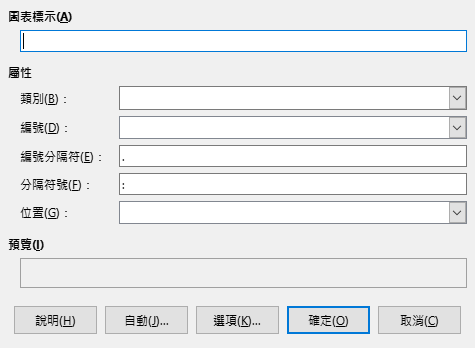 圖表標示(A)
屬性
類別(B)：
編號(D)：
編號分隔符(E)： .
分隔符號(F)： :
位置(G)：
預覽(I)
說明(H) 自動(J)... 選項(K)... 確定(O) 取消(C)